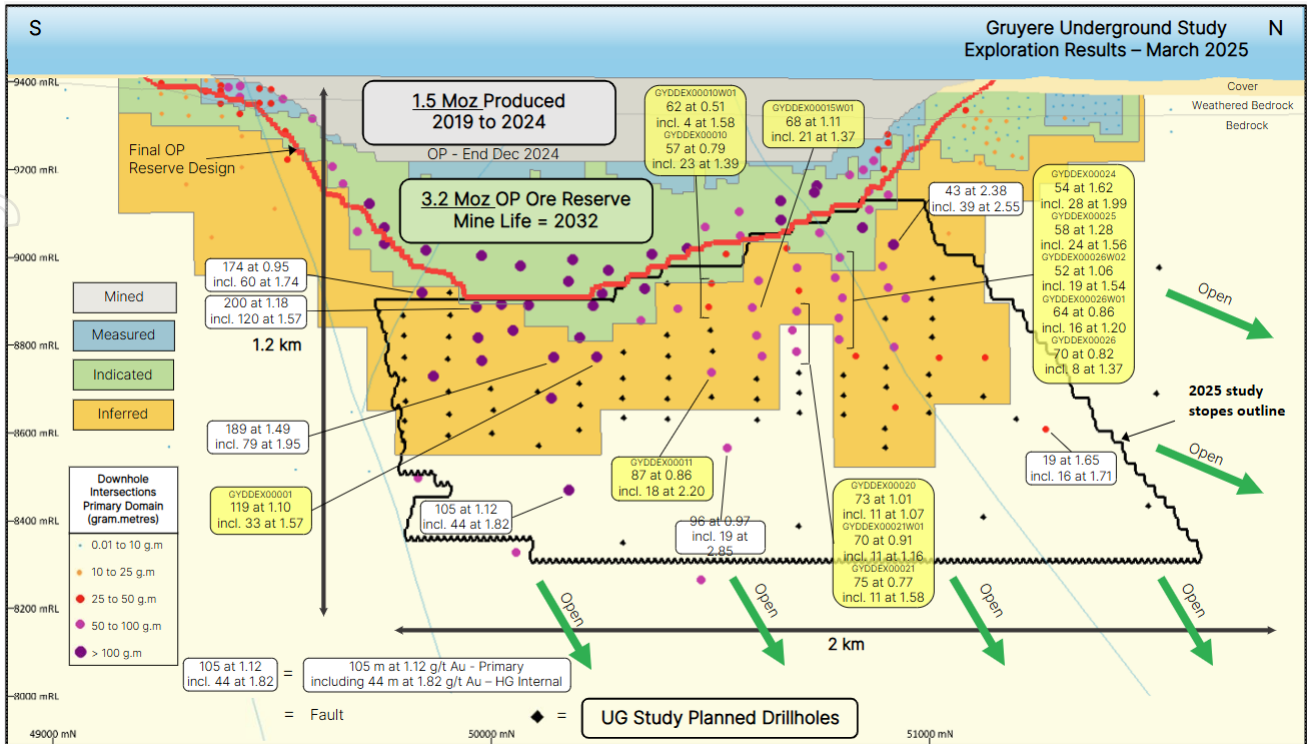 S
Gruyere Underground Study
Exploration Results – March 2025
N
9400 mRL
9200 mRL
9000 mRL
8800 mRL
8600 mRL
8400 mRL
8200 mRL
8000 mRL
Cover
Weathered Bedrock
Bedrock
1.5 Moz Produced
2019 to 2024
OP - End Dec 2024
Final OP
Reserve Design
3.2 Moz OP Ore Reserve
Mine Life = 2032
GYDDEX00010W01
62 at 0.51
incl. 4 at 1.58
GYDDEX00010
57 at 0.79
incl. 23 at 1.39
GYDDEX00015W01
68 at 1.11
incl. 21 at 1.37
43 at 2.38
incl. 39 at 2.55
GYDDEX00024
54 at 1.62
incl. 28 at 1.99
GYDDEX00025
58 at 1.28
incl. 24 at 1.56
GYDDEX00026W02
52 at 1.06
incl. 19 at 1.54
GYDDEX00026W01
64 at 0.86
incl. 16 at 1.20
GYDDEX00026
70 at 0.82
incl. 8 at 1.37
174 at 0.95
incl. 60 at 1.74
200 at 1.18
incl. 120 at 1.57
1.2 km
Mined
Measured
Indicated
Inferred
189 at 1.49
incl. 79 at 1.95
GYDDEX00001
119 at 1.10
incl. 33 at 1.57
Downhole
Intersections
Primary Domain
(gram.metres)
0.01 to 10 g.m
10 to 25 g.m
25 to 50 g.m
50 to 100 g.m
> 100 g.m
105 at 1.12
incl. 44 at 1.82
GYDDEX00011
87 at 0.86
incl. 18 at 2.20
96 at 0.97
incl. 19 at
2.85
GYDDEX00020
73 at 1.01
incl. 11 at 1.07
GYDDEX00021W01
70 at 0.91
incl. 11 at 1.16
GYDDEX00021
75 at 0.77
incl. 11 at 1.58
19 at 1.65
incl. 16 at 1.71
2025 study
stopes outline
Open
Open
Open
Open
Open
Open
2 km
105 at 1.12
incl. 44 at 1.82
=
105 m at 1.12 g/t Au - Primary
including 44 m at 1.82 g/t Au – HG Internal
= Fault
= UG Study Planned Drillholes
49000 mN
50000 mN
51000 mN